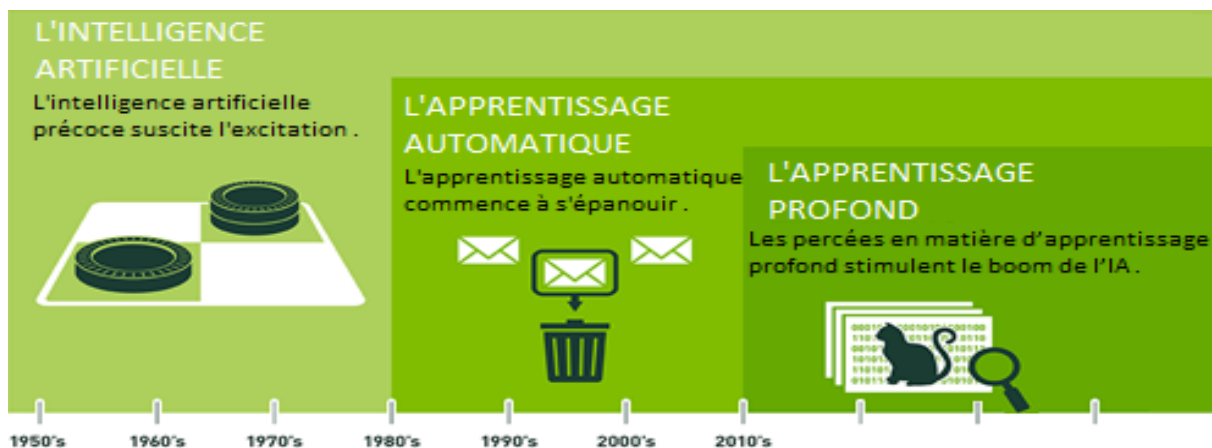 L'INTELLIGENCE
ARTIFICIELLE
L'intelligence artificielle
précoce suscite l'excitation .
L'APPRENTISSAGE
AUTOMATIQUE
L'apprentissage automatique
commence à s'épanouir .
L'APPRENTISSAGE
PROFOND
Les percées en matière d’apprentissage
profond stimulent le boom de l’IA .
1950's 1960's 1970's 1980's 1990's 2000's 2010's